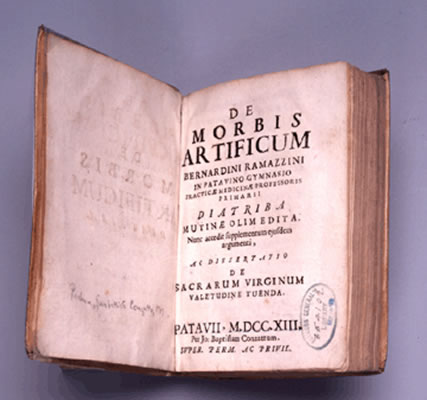 DE
MORBIS
ARTIFICUM
BERNARDINI RAMAZZINI
IN PATAVINO GYMNASIO
PRACTICÆ MEDICINÆ PROFESSORIS
PRIMARII
DIATRIBA
MUTINÆ OLIM EDITA.
Nunc accedit supplementum ejusdem
argumenti,
AC DISSERTATIO
DE
SACRARUM VIRGINUM
VALETUDINE TUENDA.
PATAVII. M.DCC.XIII.
Per Jo: Baptistam Conzattum.
SUPER. PERM. AC PRIVIL.